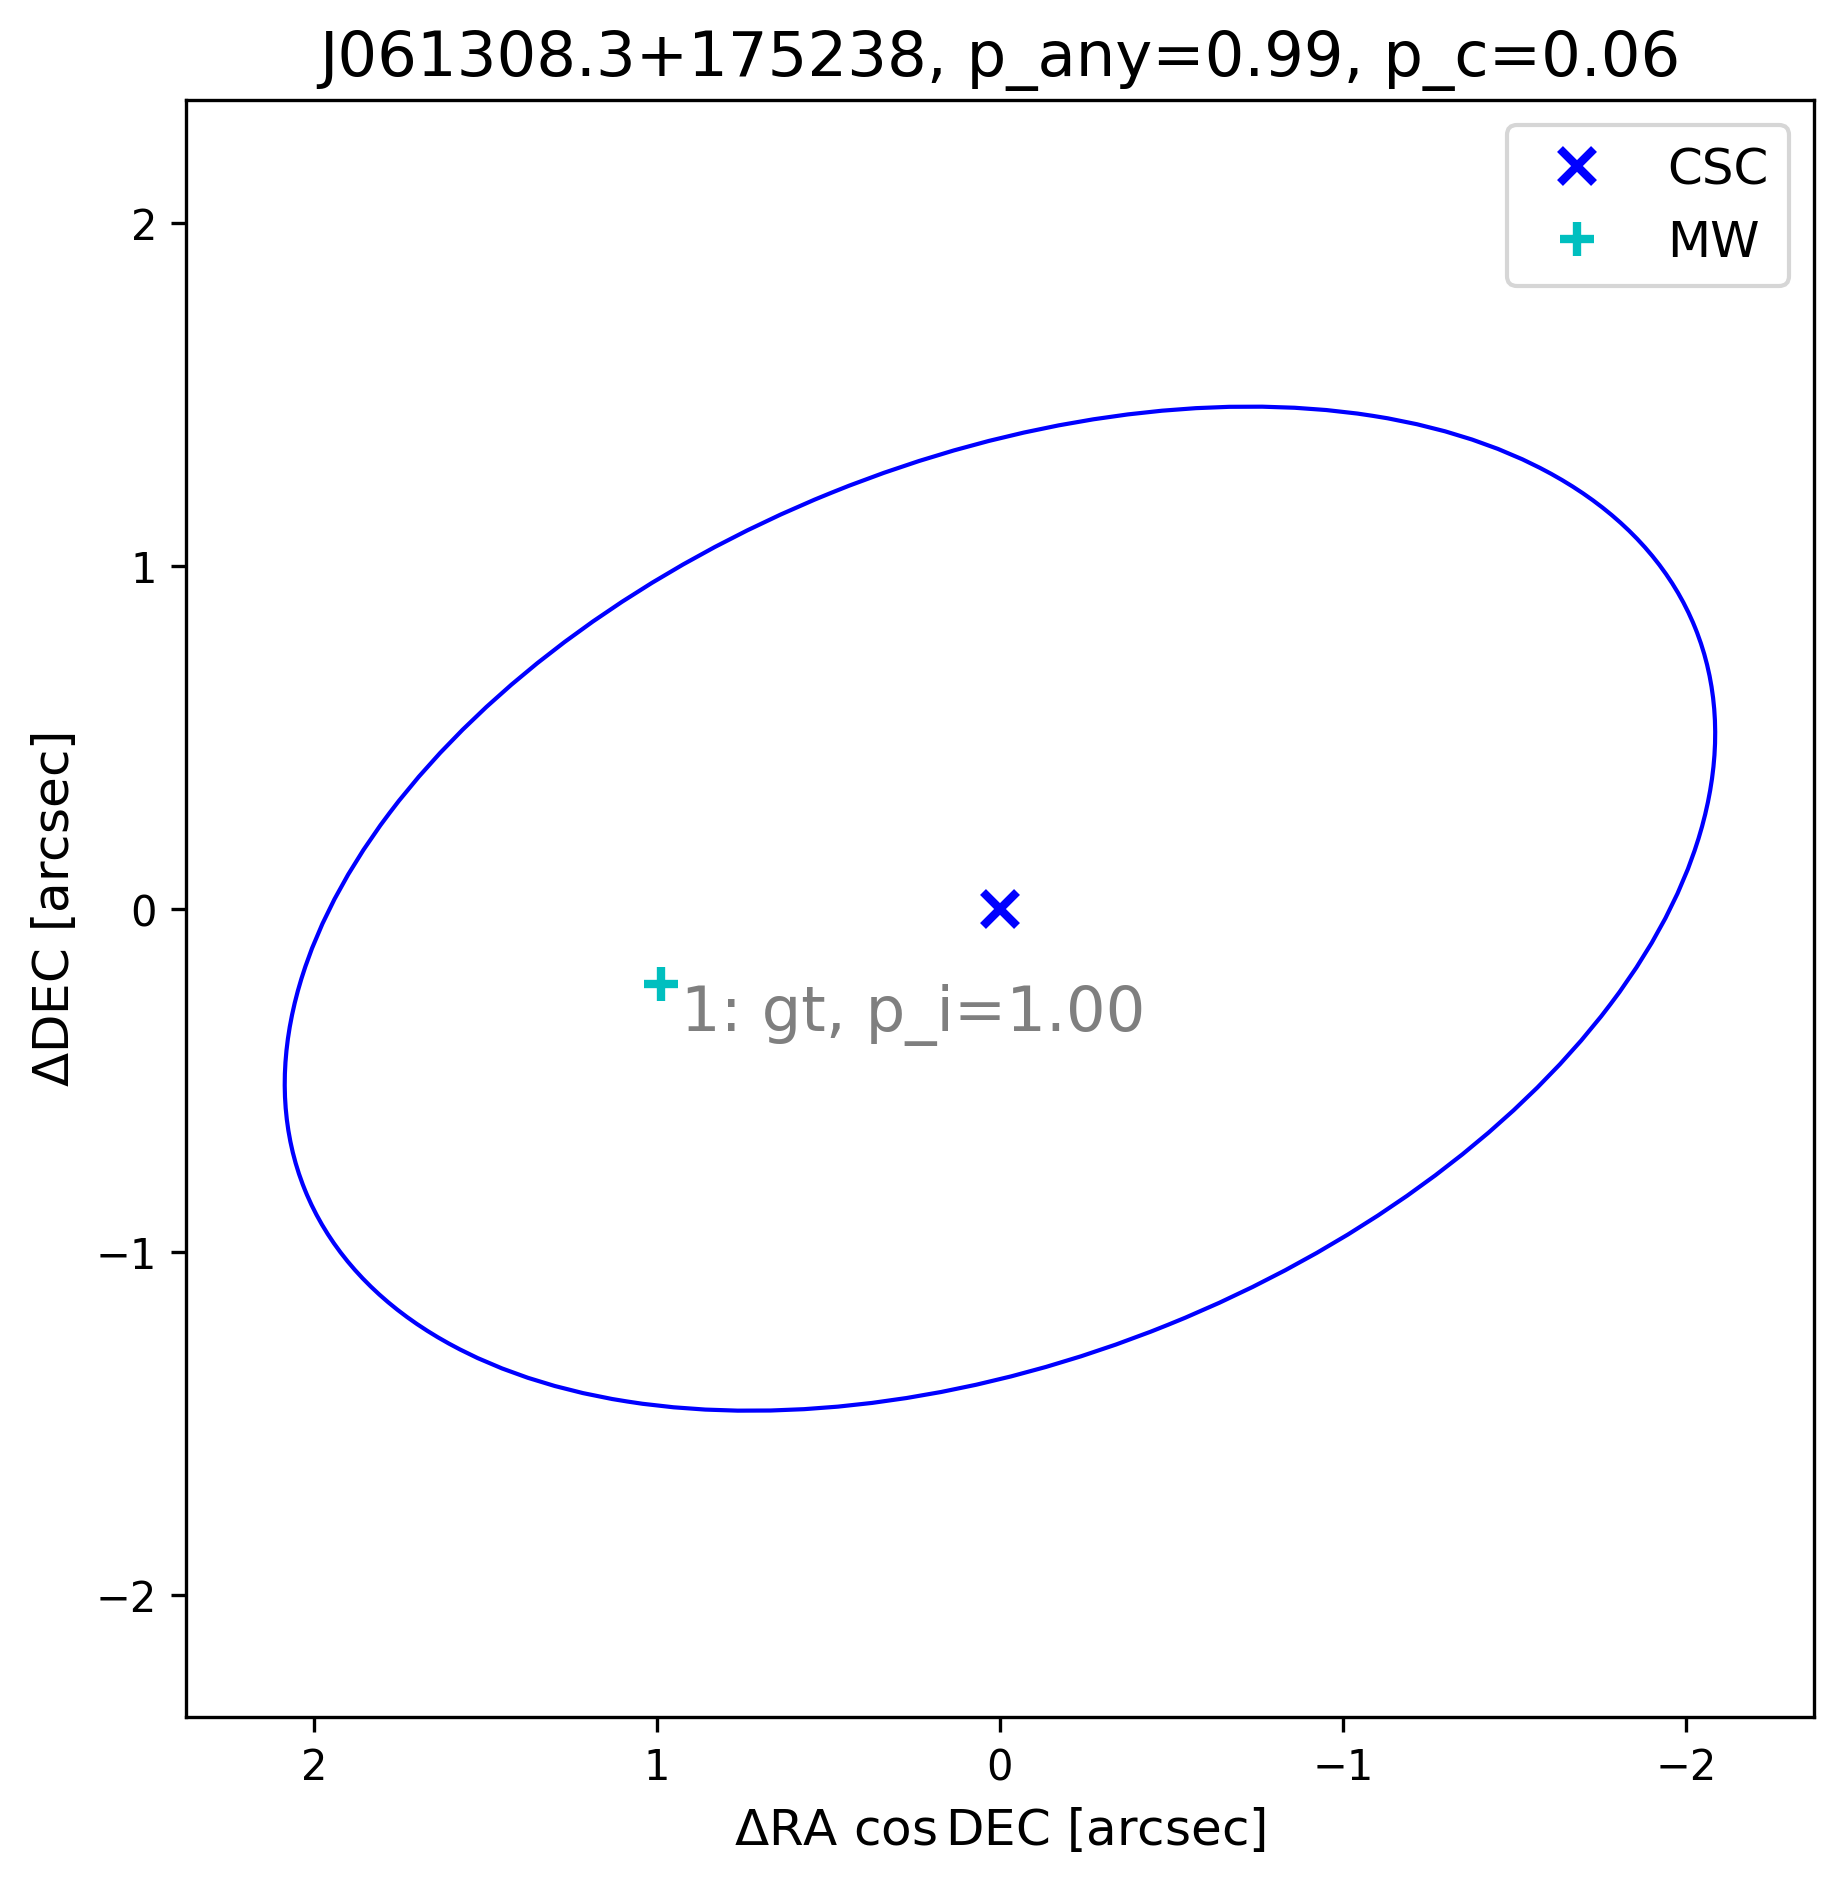 J061308.3+175238, p_any=0.99, p_c=0.06
CSC
MW
2
1
0
−1
−2
ΔDEC [arcsec]
1: gt, p_i=1.00
2
1
0
−1
−2
ΔRA cos DEC [arcsec]